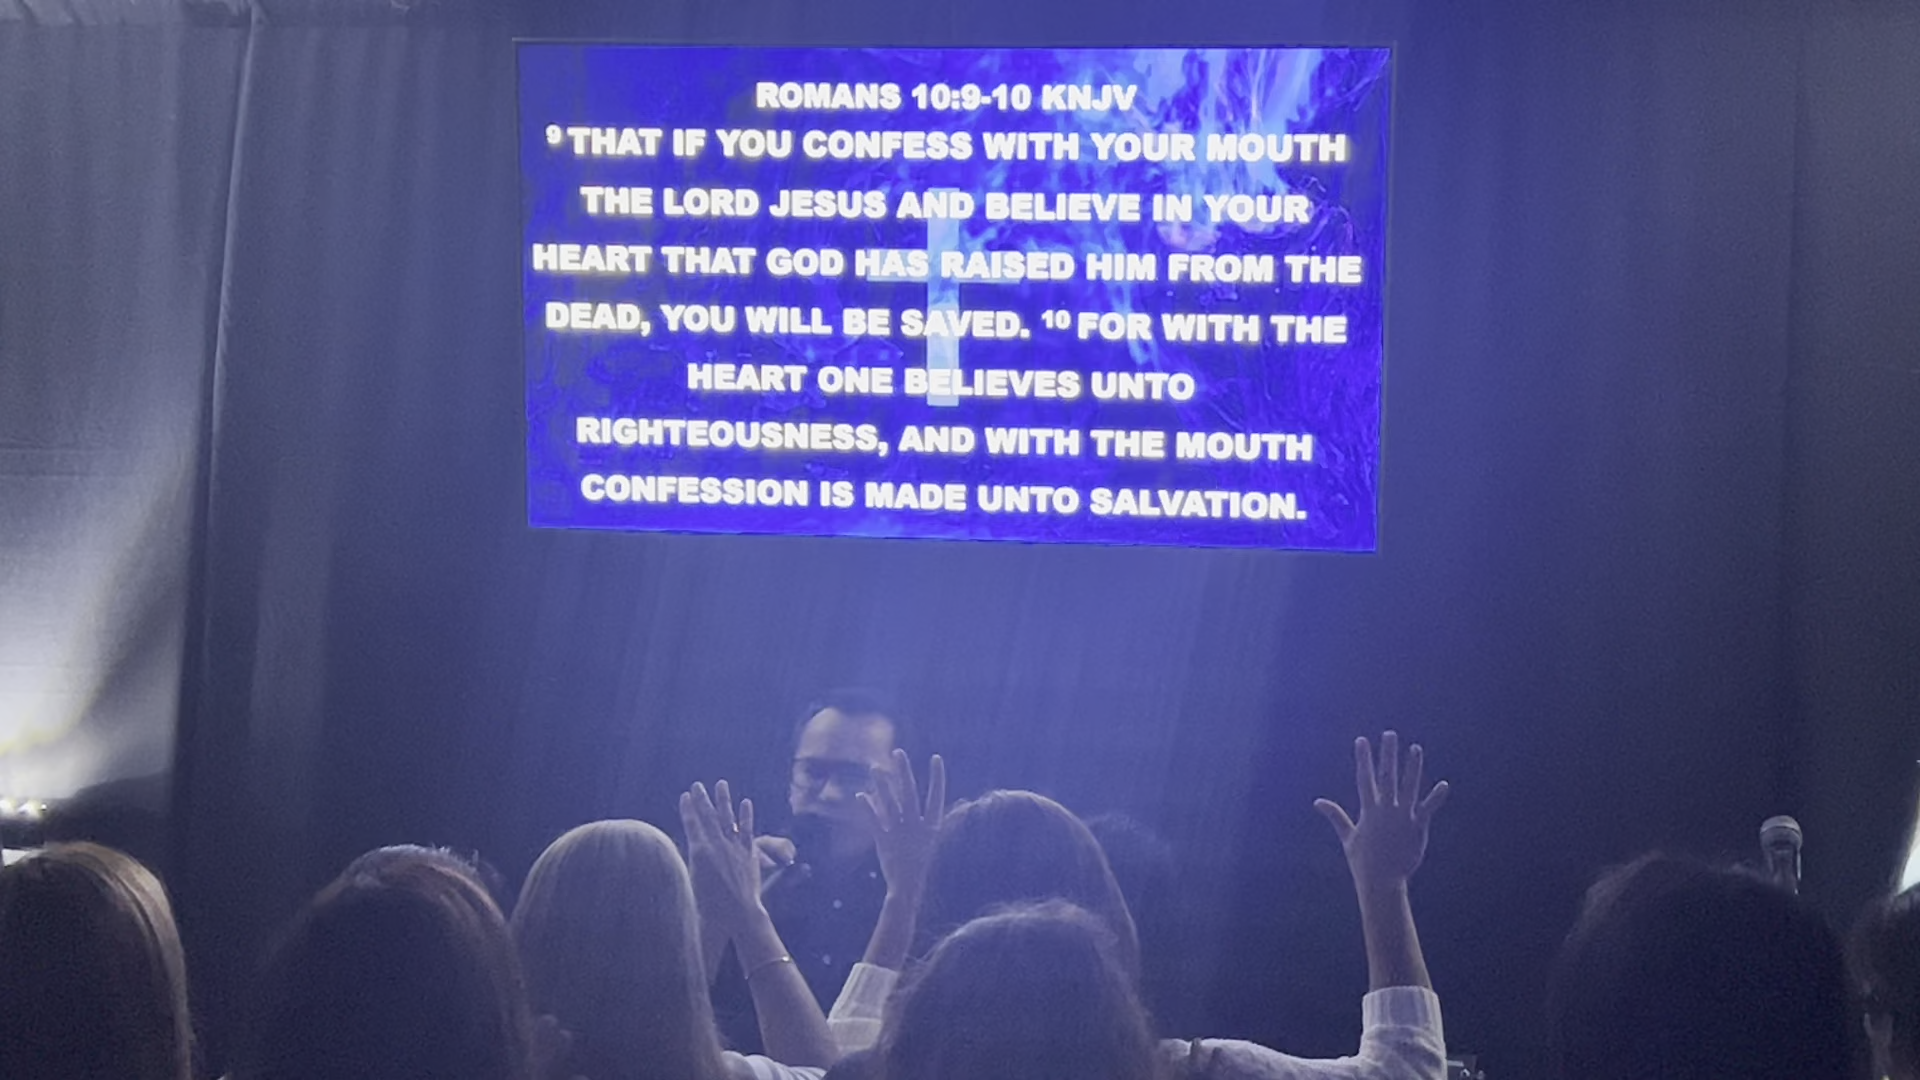 ROMANS 10:9-10 KNJV
9 THAT IF YOU CONFESS WITH YOUR MOUTH
THE LORD JESUS AND BELIEVE IN YOUR
HEART THAT GOD HAS RAISED HIM FROM THE
DEAD, YOU WILL BE SAVED. 10 FOR WITH THE
HEART ONE BELIEVES UNTO
RIGHTEOUSNESS, AND WITH THE MOUTH
CONFESSION IS MADE UNTO SALVATION.